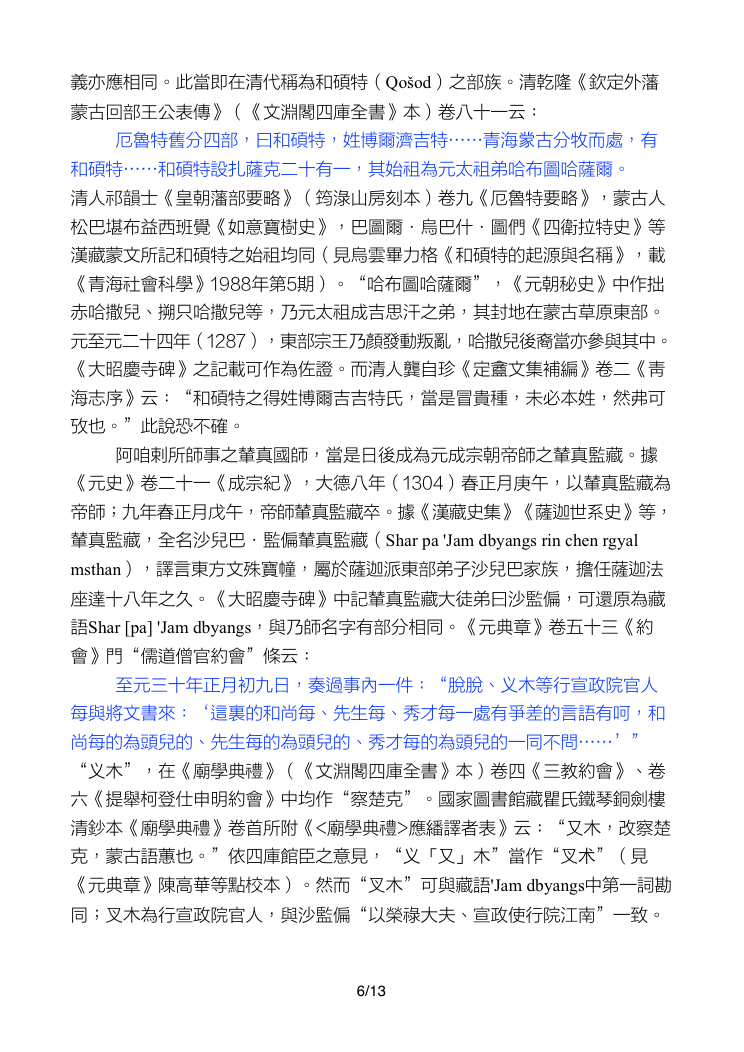 義亦應相同。此當即在清代稱為和碩特（Qošod）之部族。清乾隆《欽定外藩
蒙古回部王公表傳》（《文淵閣四庫全書》本）卷八十一云：
厄魯特舊分四部，曰和碩特，姓博爾濟吉特……青海蒙古分牧而處，有
和碩特……和碩特設扎薩克二十有一，其始祖為元太祖弟哈布圖哈薩爾。
清人祁韻士《皇朝藩部要略》（筠淥山房刻本）卷九《厄魯特要略》，蒙古人
松巴堪布益西班覺《如意寶樹史》，巴圖爾．烏巴什．圖們《四衛拉特史》等
漢藏蒙文所記和碩特之始祖均同（見烏雲畢力格《和碩特的起源與名稱》，載
《青海社會科學》1988年第5期）。“哈布圖哈薩爾”，《元朝秘史》中作拙
赤哈撒兒、搠只哈撒兒等，乃元太祖成吉思汗之弟，其封地在蒙古草原東部。
元至元二十四年（1287），東部宗王乃顏發動叛亂，哈撒兒後裔當亦參與其中。
《大昭慶寺碑》之記載可作為佐證。而清人龔自珍《定盦文集補編》卷二《靑
海志序》云：“和碩特之得姓博爾吉吉特氏，當是冒貴種，未必本姓，然弗可
攷也。”此說恐不確。
阿咱剌所師事之輦真國師，當是日後成為元成宗朝帝師之輦真監藏。據
《元史》卷二十一《成宗紀》，大德八年（1304）春正月庚午，以輦真監藏為
帝師；九年春正月戊午，帝師輦真監藏卒。據《漢藏史集》《薩迦世系史》等，
輦真監藏，全名沙兒巴．監偏輦真監藏（Shar pa 'Jam dbyangs rin chen rgyal
msthan），譯言東方文殊寶幢，屬於薩迦派東部弟子沙兒巴家族，擔任薩迦法
座達十八年之久。《大昭慶寺碑》中記輦真監藏大徒弟曰沙監偏，可還原為藏
語Shar [pa] 'Jam dbyangs，與乃師名字有部分相同。《元典章》卷五十三《約
會》門“儒道僧官約會”條云：
至元三十年正月初九日，奏過事內一件：“脫脫、义木等行宣政院官人
每與將文書來：‘這裏的和尚每、先生每、秀才每一處有爭差的言語有呵，和
尚每的為頭兒的、先生每的為頭兒的、秀才每的為頭兒的一同不問……’”
“义木”，在《廟學典禮》（《文淵閣四庫全書》本）卷四《三教約會》、卷
六《提舉柯登仕申明約會》中均作“察楚克”。國家圖書館藏瞿氏鐵琴銅劍樓
清鈔本《廟學典禮》卷首所附《<廟學典禮>應繙譯者表》云：“又木，改察楚
克，蒙古語蕙也。”依四庫館臣之意見，“义「又」木”當作“叉术”（見
《元典章》陳高華等點校本）。然而“叉木”可與藏語'Jam dbyangs中第一詞勘
同；叉木為行宣政院官人，與沙監偏“以榮祿大夫、宣政使行院江南”一致。
6/13